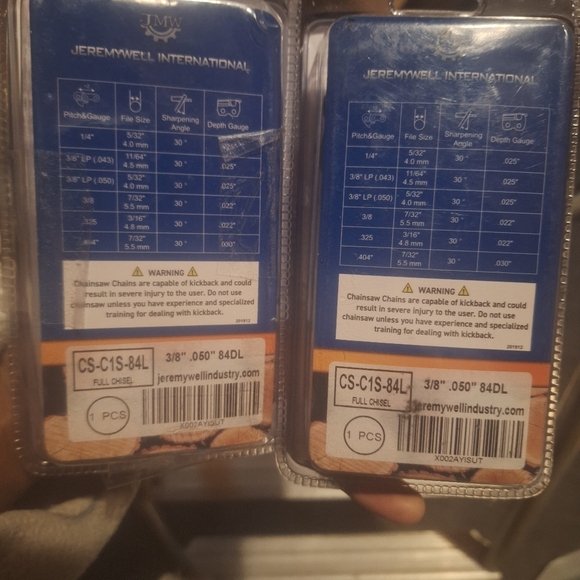 JMW
JEREMYWELL INTERNATIONAL
Pitch&Gauge File Size Sharpening Angle Depth Gauge
1/4" 5/32" 4.0 mm 30° .025"
3/8" LP (.043) 11/64" 4.5 mm 30° .025"
3/8" LP (.050) 5/32" 4.0 mm 30° .025"
3/8 7/32" 5.5 mm 30° .022"
.325 3/16" 4.8 mm 30° .022"
.404" 7/32" 5.5 mm 30° .030"
WARNING
Chainsaw Chains are capable of kickback and could
result in severe injury to the user. Do not use
chainsaw unless you have experience and specialized
training for dealing with kickback.
201912
CS-C1S-84L 3/8" .050" 84DL
FULL CHISEL jeremywellindustry.com
1 PCS
X002AYISUT
JEREMYWELL INTERNATIONAL
Pitch&Gauge File Size Sharpening Angle Depth Gauge
1/4" 5/32" 4.0 mm 30° .025"
3/8" LP (.043) 11/64" 4.5 mm 30° .025"
3/8" LP (.050) 5/32" 4.0 mm 30° .025"
3/8 7/32" 5.5 mm 30° .022"
.325 3/16" 4.8 mm 30° .022"
.404" 7/32" 5.5 mm 30° .030"
WARNING
Chainsaw Chains are capable of kickback and could
result in severe injury to the user. Do not use
chainsaw unless you have experience and specialized
training for dealing with kickback.
201912
CS-C1S-84L 3/8" .050" 84DL
FULL CHISEL jeremywellindustry.com
1 PCS
X002AYISUT